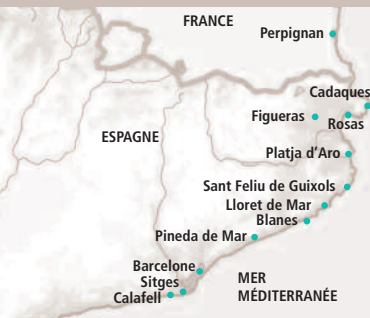 FRANCE
Perpignan
Cadaques
Figueras
Rosas
ESPAGNE
Platja d'Aro
Sant Feliu de Guixols
Lloret de Mar
Blanes
Pineda de Mar
Barcelone
Sitges
Calafell
MER
MÉDITERRANÉE